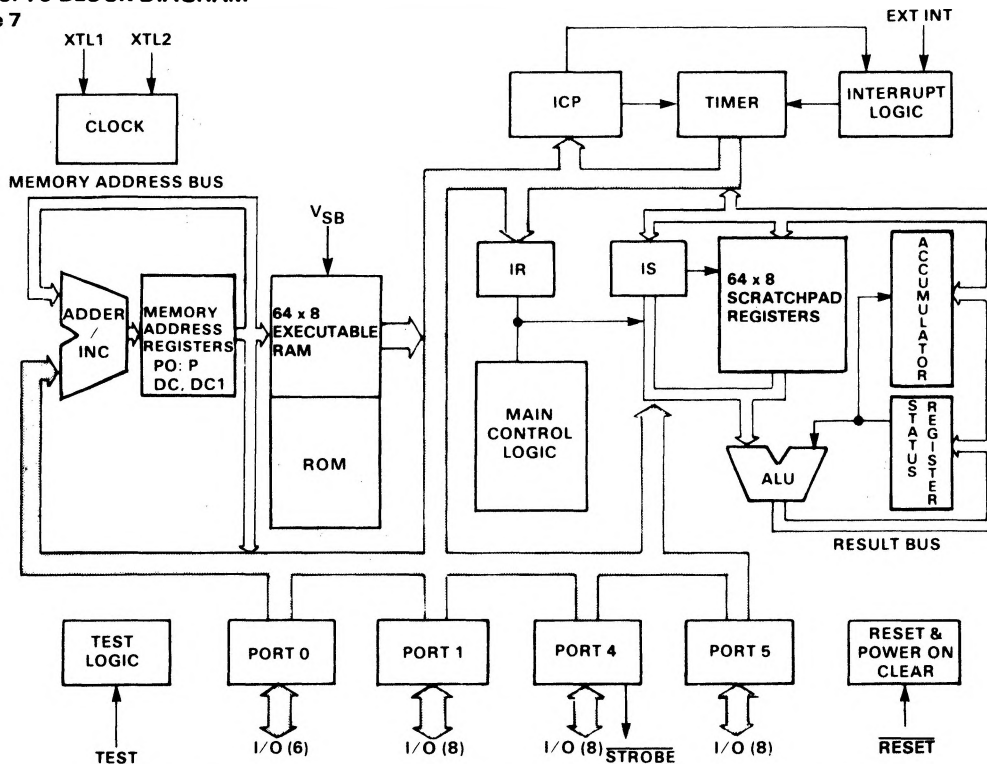 BLOCK DIAGRAM
7
XTL1
XTL2
EXT INT
CLOCK
ICP
TIMER
INTERRUPT
LOGIC
MEMORY ADDRESS BUS
VSB
ADDER
/
INC
MEMORY
ADDRESS
REGISTERS
PO: P
DC, DC1
64 x 8
EXECUTABLE
RAM
ROM
IR
IS
64 x 8
SCRATCHPAD
REGISTERS
ACCUMULATOR
MAIN
CONTROL
LOGIC
ALU
STATUS
REGISTER
RESULT BUS
TEST
LOGIC
PORT 0
PORT 1
PORT 4
PORT 5
RESET &
POWER ON
CLEAR
TEST
I/O (6)
I/O (8)
I/O (8)
STROBE
I/O (8)
RESET